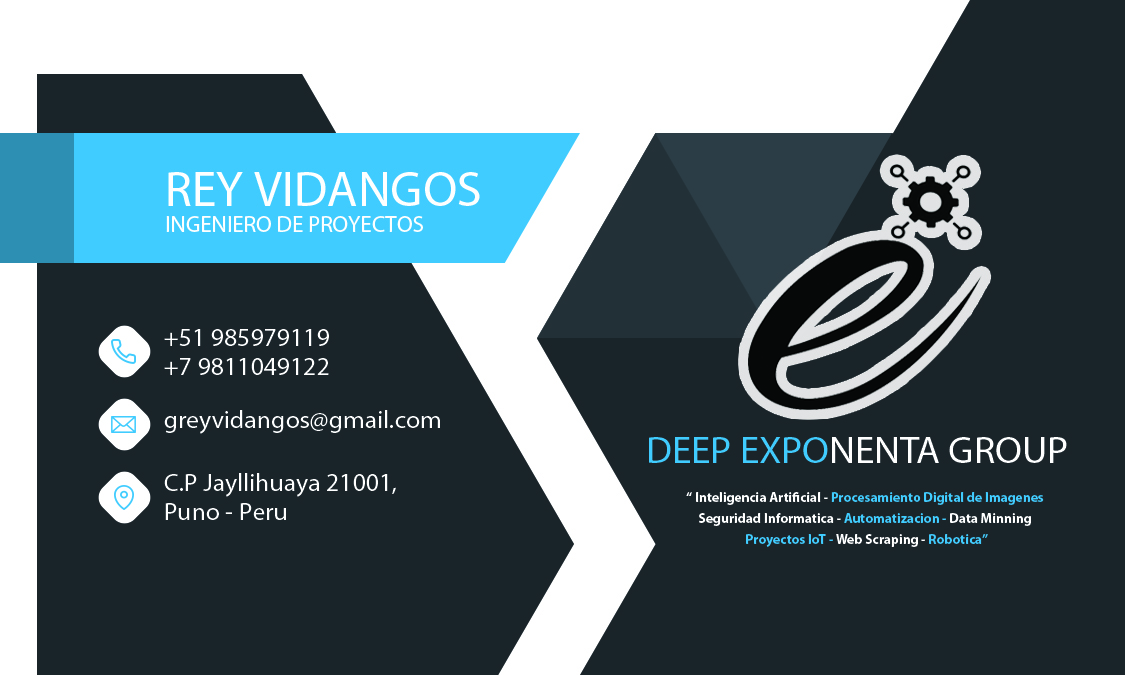 REY VIDANGOS
INGENIERO DE PROYECTOS
+51 985979119
+7 9811049122
greyvidangos@gmail.com
C.P Jayllihuaya 21001,
Puno - Peru
e
DEEP EXPONENTA GROUP
“ Inteligencia Artificial - Procesamiento Digital de Imagenes
Seguridad Informatica - Automatizacion - Data Minning
Proyectos IoT - Web Scraping - Robotica”